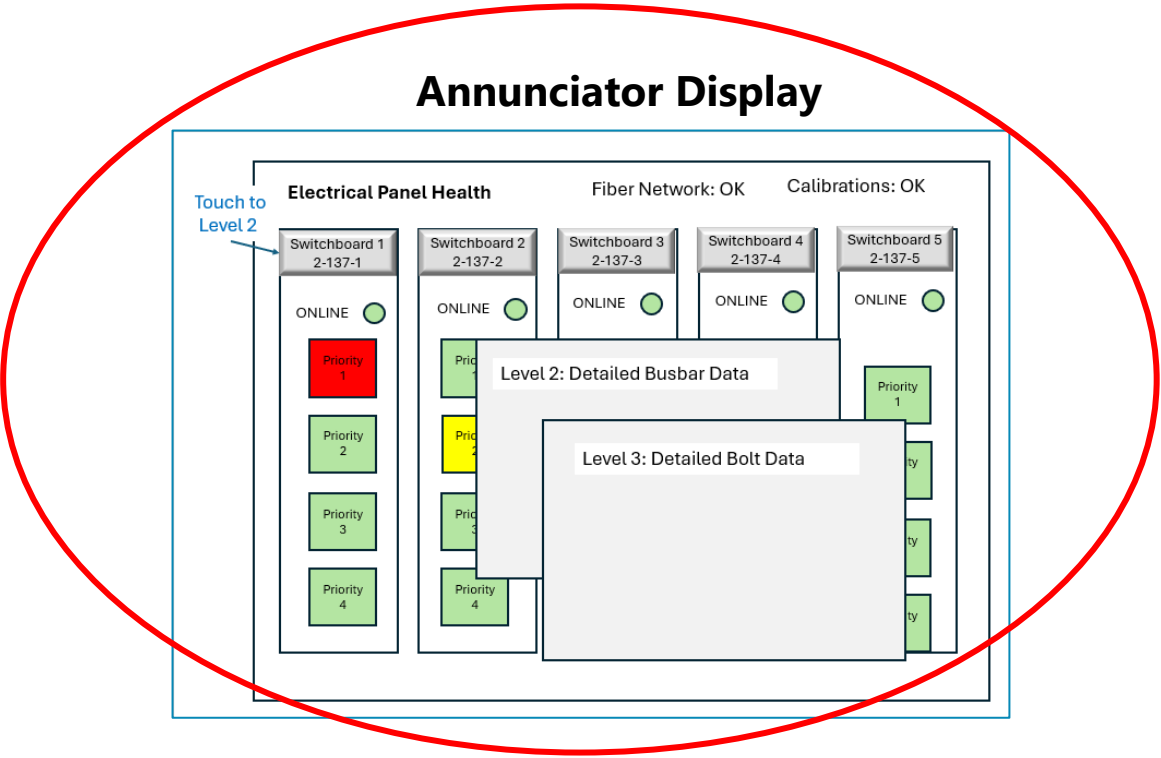 Annunciator Display
Electrical Panel Health
Fiber Network: OK
Calibrations: OK
Touch to
Level 2
Switchboard 1
2-137-1
Switchboard 2
2-137-2
Switchboard 3
2-137-3
Switchboard 4
2-137-4
Switchboard 5
2-137-5
ONLINE
ONLINE
ONLINE
ONLINE
ONLINE
Priority
1
Priority
2
Priority
3
Priority
4
Priority
4
Level 2: Detailed Busbar Data
Level 3: Detailed Bolt Data
Priority
1